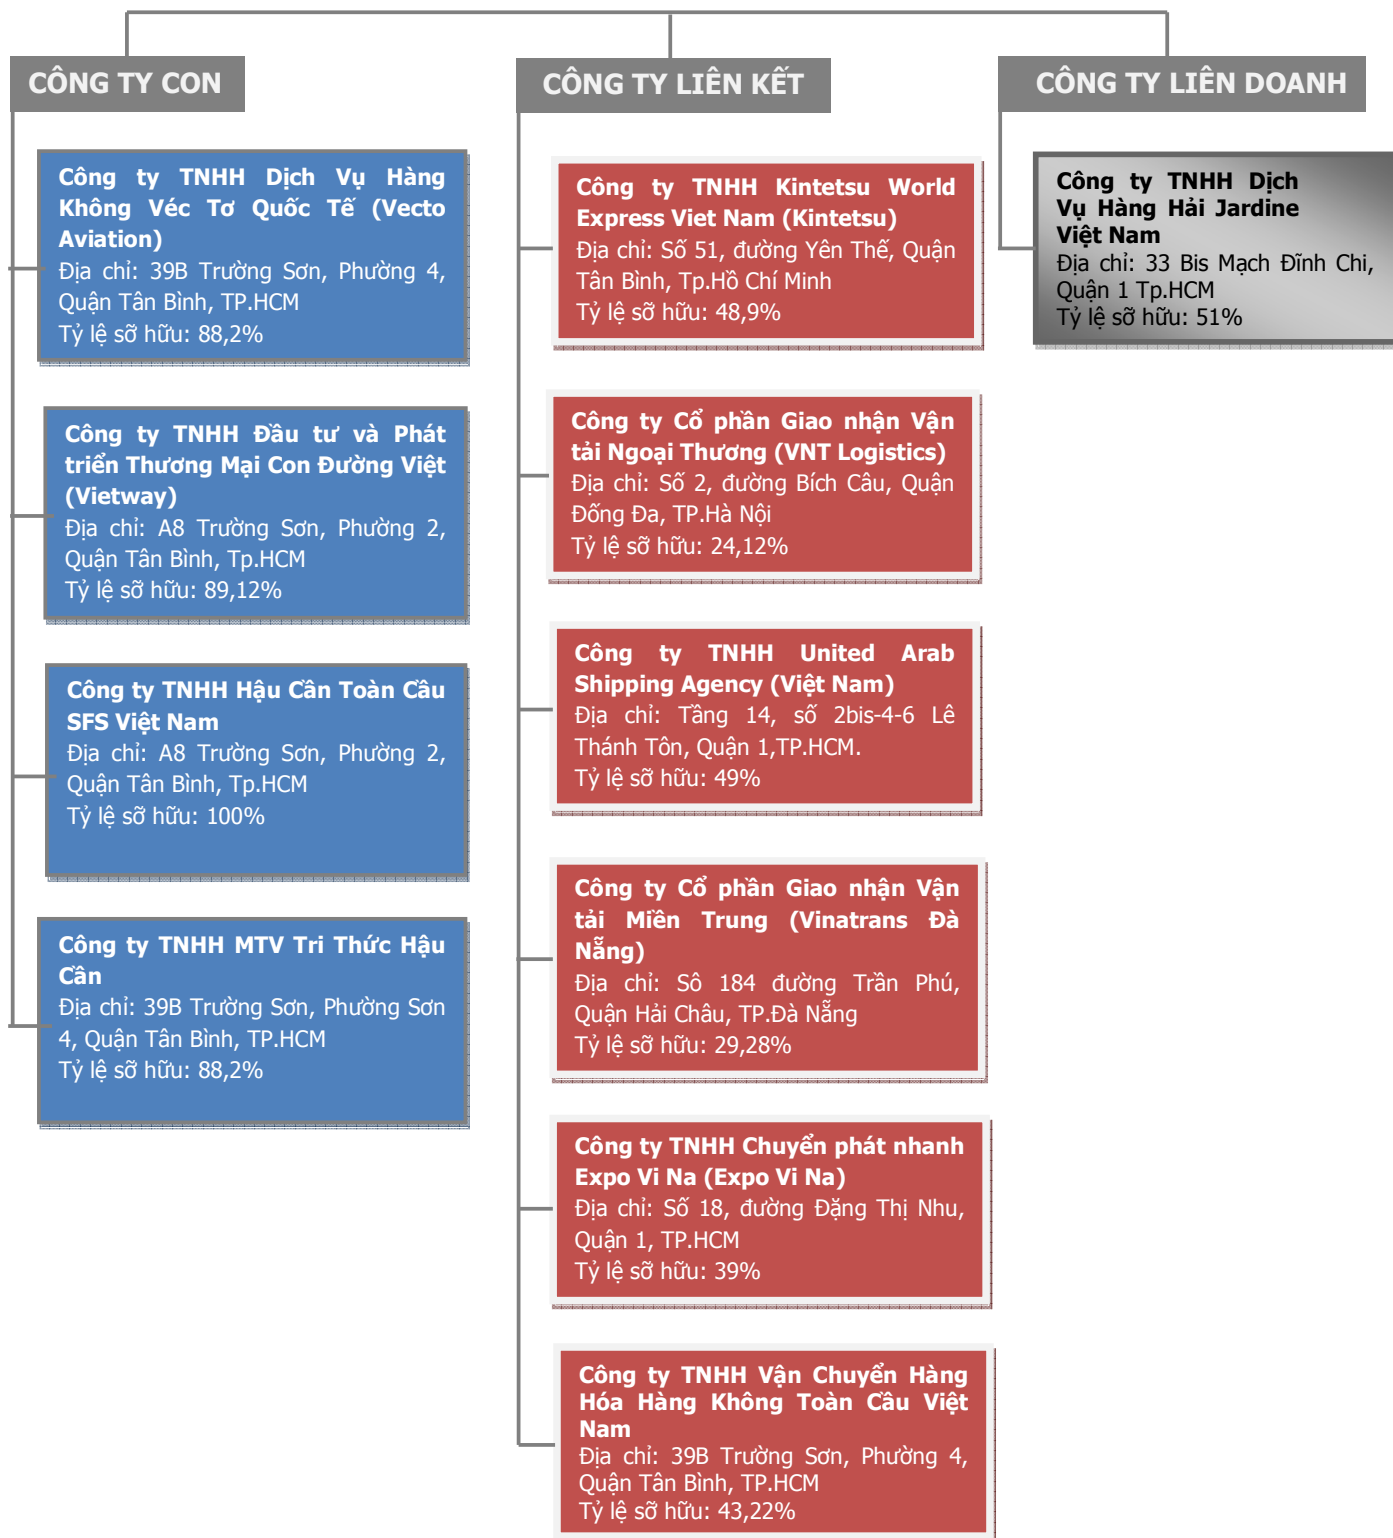 CÔNG TY CON
Công ty TNHH Dịch Vụ Hàng
Không Véc Tơ Quốc Tế (Vecto
Aviation)
Địa chỉ: 39B Trường Sơn, Phường 4,
Quận Tân Bình, TP.HCM
Tỷ lệ sỡ hữu: 88,2%
Công ty TNHH Đầu tư và Phát
triển Thương Mại Con Đường Việt
(Vietway)
Địa chỉ: A8 Trường Sơn, Phường 2,
Quận Tân Bình, Tp.HCM
Tỷ lệ sỡ hữu: 89,12%
Công ty TNHH Hậu Cần Toàn Cầu
SFS Việt Nam
Địa chỉ: A8 Trường Sơn, Phường 2,
Quận Tân Bình, Tp.HCM
Tỷ lệ sỡ hữu: 100%
Công ty TNHH MTV Tri Thức Hậu
Cần
Địa chỉ: 39B Trường Sơn, Phường Sơn
4, Quận Tân Bình, TP.HCM
Tỷ lệ sỡ hữu: 88,2%
CÔNG TY LIÊN KẾT
Công ty TNHH Kintetsu World
Express Viet Nam (Kintetsu)
Địa chỉ: Số 51, đường Yên Thế, Quận
Tân Bình, Tp.Hồ Chí Minh
Tỷ lệ sỡ hữu: 48,9%
Công ty Cổ phần Giao nhận Vận
tải Ngoại Thương (VNT Logistics)
Địa chỉ: Số 2, đường Bích Câu, Quận
Đống Đa, TP.Hà Nội
Tỷ lệ sỡ hữu: 24,12%
Công ty TNHH United Arab
Shipping Agency (Việt Nam)
Địa chỉ: Tầng 14, số 2bis-4-6 Lê
Thánh Tôn, Quận 1,TP.HCM.
Tỷ lệ sỡ hữu: 49%
Công ty Cổ phần Giao nhận Vận
tải Miền Trung (Vinatrans Đà
Nẵng)
Địa chỉ: Sô 184 đường Trần Phú,
Quận Hải Châu, TP.Đà Nẵng
Tỷ lệ sỡ hữu: 29,28%
Công ty TNHH Chuyển phát nhanh
Expo Vi Na (Expo Vi Na)
Địa chỉ: Số 18, đường Đặng Thị Nhu,
Quận 1, TP.HCM
Tỷ lệ sỡ hữu: 39%
Công ty TNHH Vận Chuyển Hàng
Hóa Hàng Không Toàn Cầu Việt
Nam
Địa chỉ: 39B Trường Sơn, Phường 4,
Quận Tân Bình, TP.HCM
Tỷ lệ sỡ hữu: 43,22%
CÔNG TY LIÊN DOANH
Công ty TNHH Dịch
Vụ Hàng Hải Jardine
Việt Nam
Địa chỉ: 33 Bis Mạch Đĩnh Chi,
Quận 1 Tp.HCM
Tỷ lệ sỡ hữu: 51%